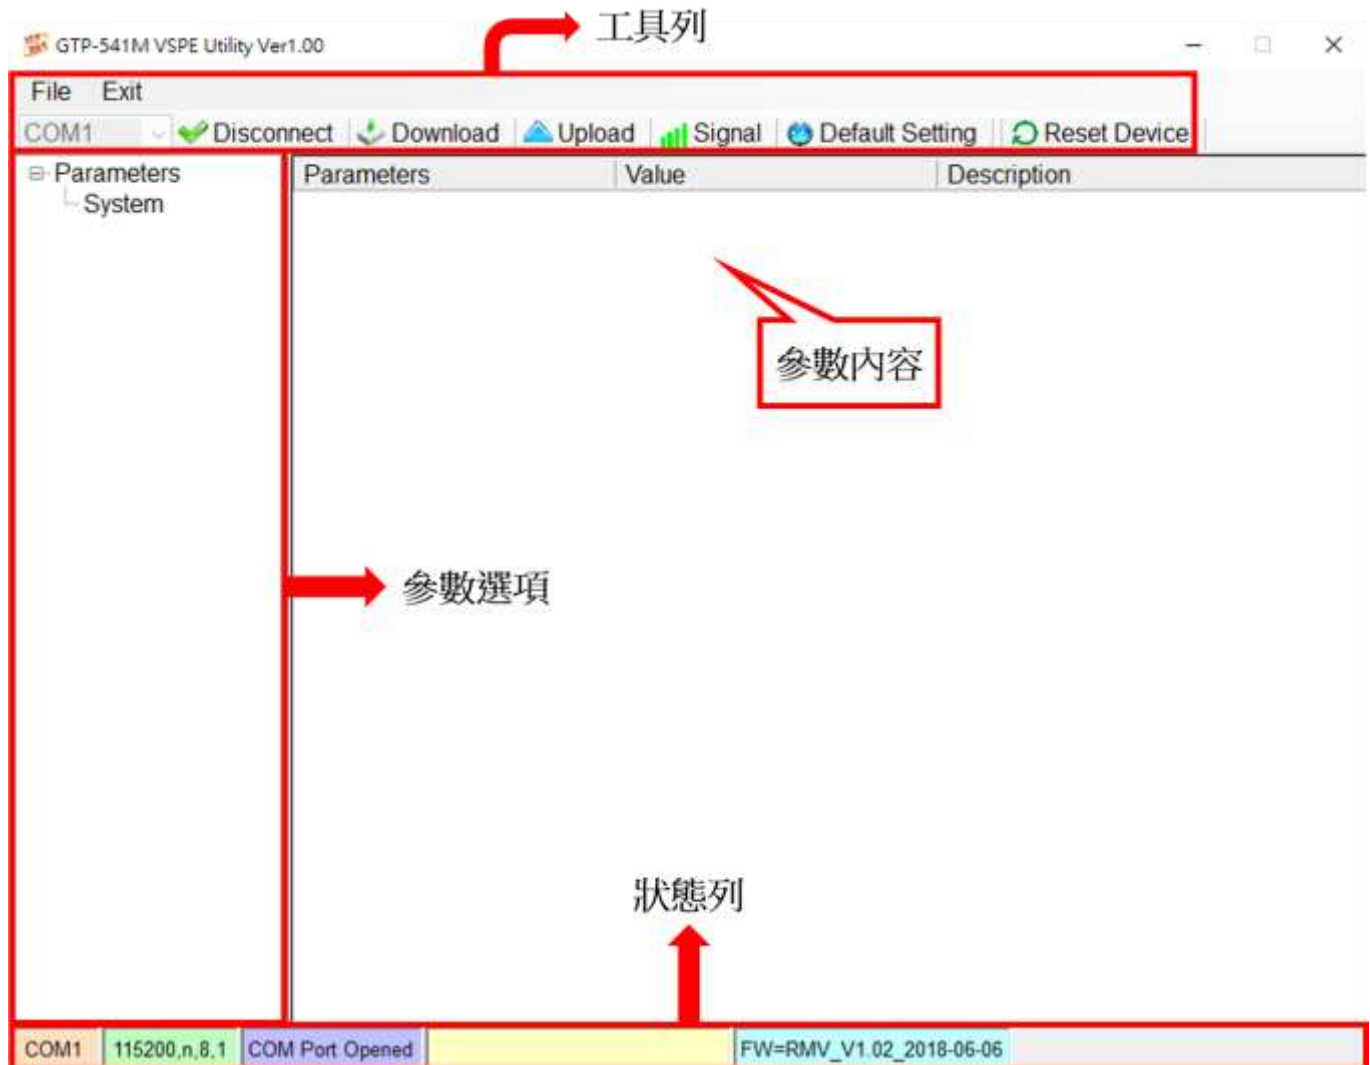 工具列
GTP-541M VSPE Utility Ver1.00
File Exit
COM1 Disconnect Download Upload Signal Default Setting Reset Device
Parameters Parameters Value Description
System
參數內容
參數選項
狀態列
COM1 115200,n,8,1 COM Port Opened FW=RMV_V1.02_2018-06-06